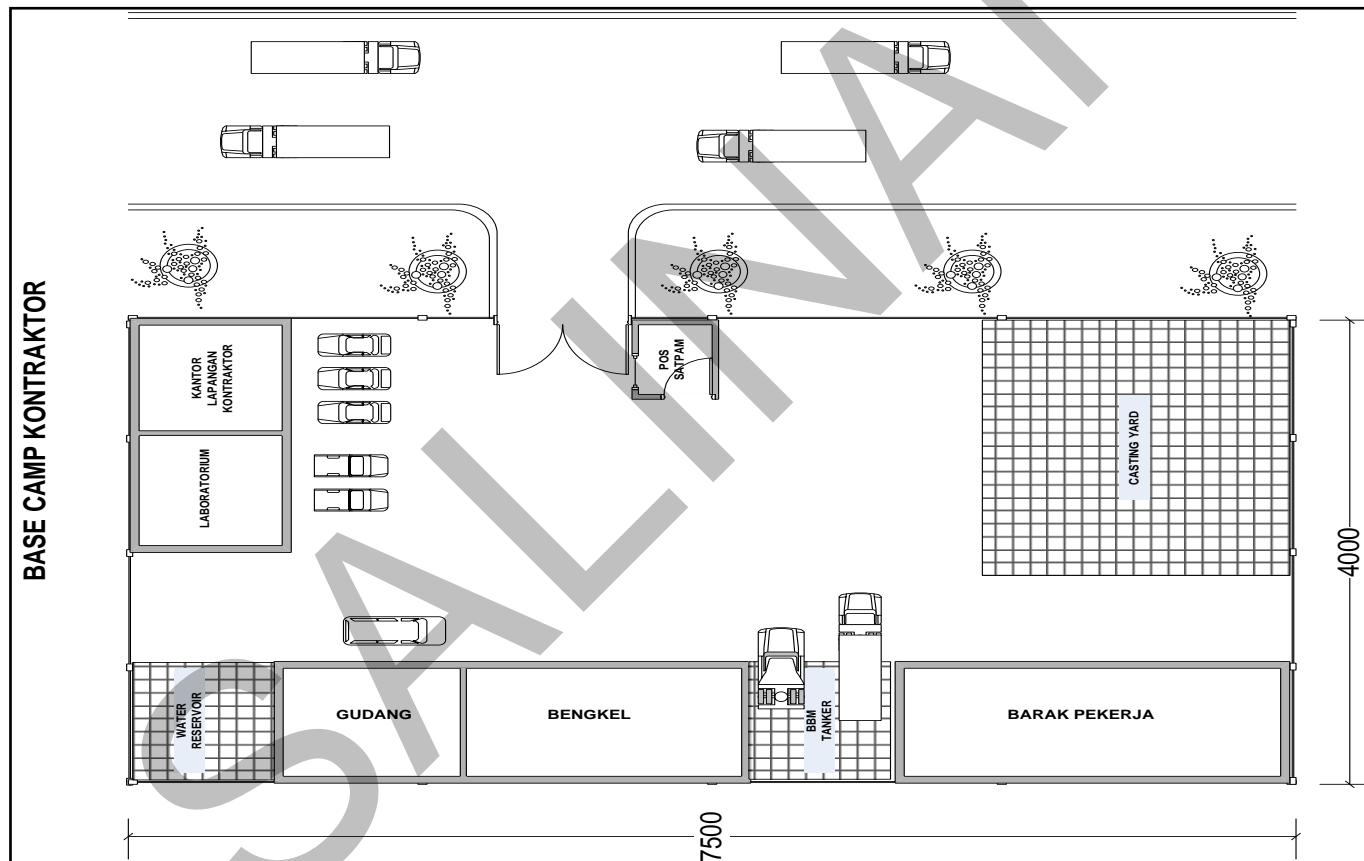 BASE CAMP KONTRAKTOR
KANTOR
LAPANGAN
KONTRAKTOR
POS
SATPAM
LABORATORIUM
CASTING YARD
4000
WATER
RESERVOIR
GUDANG
BENGKEL
BBM
TANKER
BARAK PEKERJA
7500
SALINAN